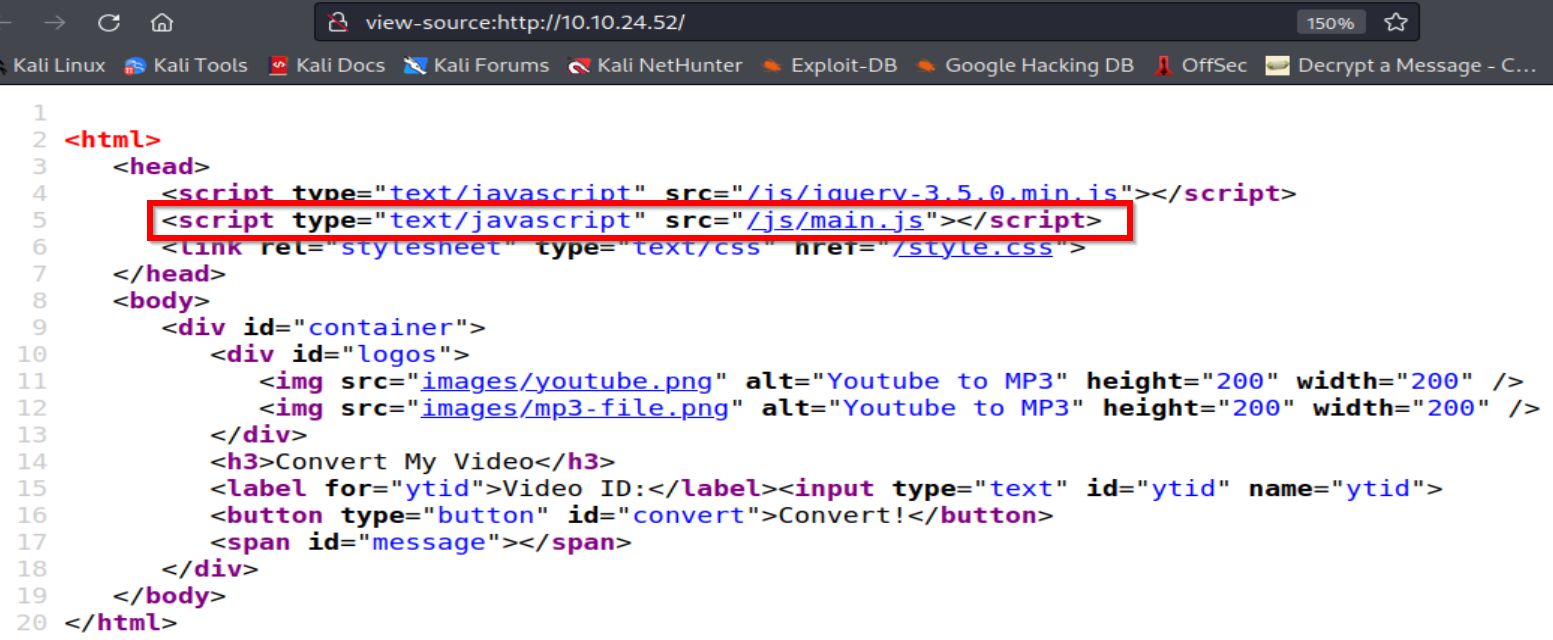 view-source:http://10.10.24.52/ 150%
Kali Linux Kali Tools Kali Docs Kali Forums Kali NetHunter Exploit-DB Google Hacking DB OffSec Decrypt a Message - C...
1
2 <html>
3 <head>
4 <script type="text/javascript" src="/js/jquery-3.5.0.min.js"></script>
5 <script type="text/javascript" src="/js/main.js"></script>
6 <link rel="stylesheet" type="text/css" href="/style.css">
7 </head>
8 <body>
9 <div id="container">
10 <div id="logos">
11 <img src="images/youtube.png" alt="Youtube to MP3" height="200" width="200" />
12 <img src="images/mp3-file.png" alt="Youtube to MP3" height="200" width="200" />
13 </div>
14 <h3>Convert My Video</h3>
15 <label for="ytid">Video ID:</label><input type="text" id="ytid" name="ytid">
16 <button type="button" id="convert">Convert!</button>
17 <span id="message"></span>
18 </div>
19 </body>
20 </html>